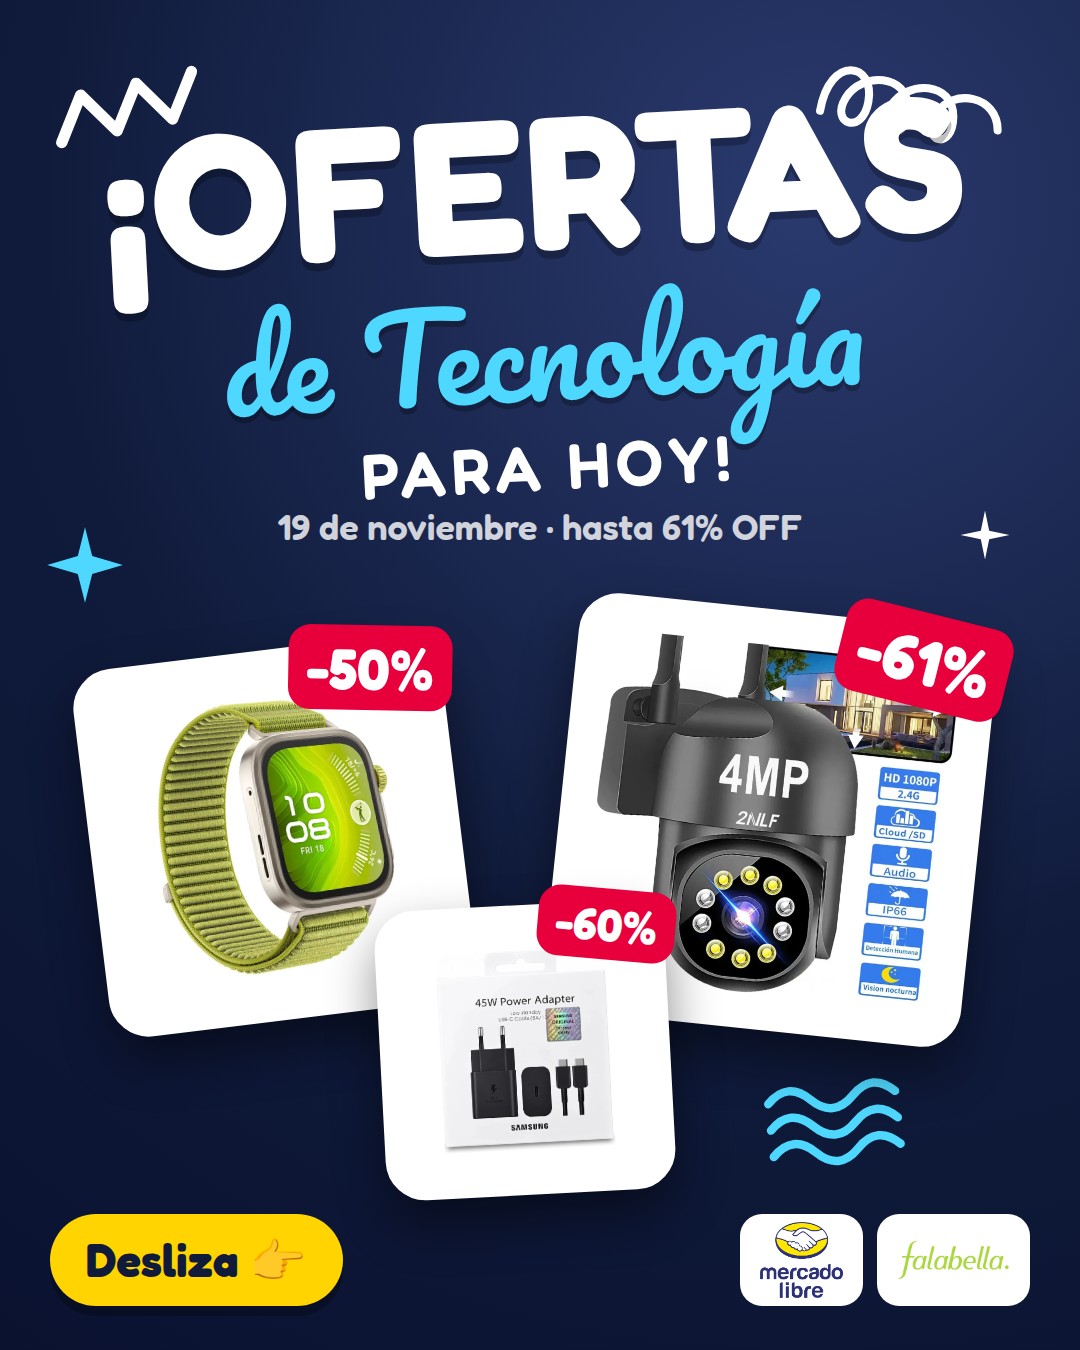 ¡OFERTAS
de Tecnología
PARA HOY!
19 de noviembre · hasta 61% OFF
-50%
-61%
10
08
FRI 18
4MP
HD 1080P
2.4G
Cloud /SD
Audio
IP66
Detección Humana
Vision nocturna
-60%
45W Power Adapter
SAMSUNG
ORIGINAL
SAMSUNG
Desliza 👉
mercado
libre
falabella.